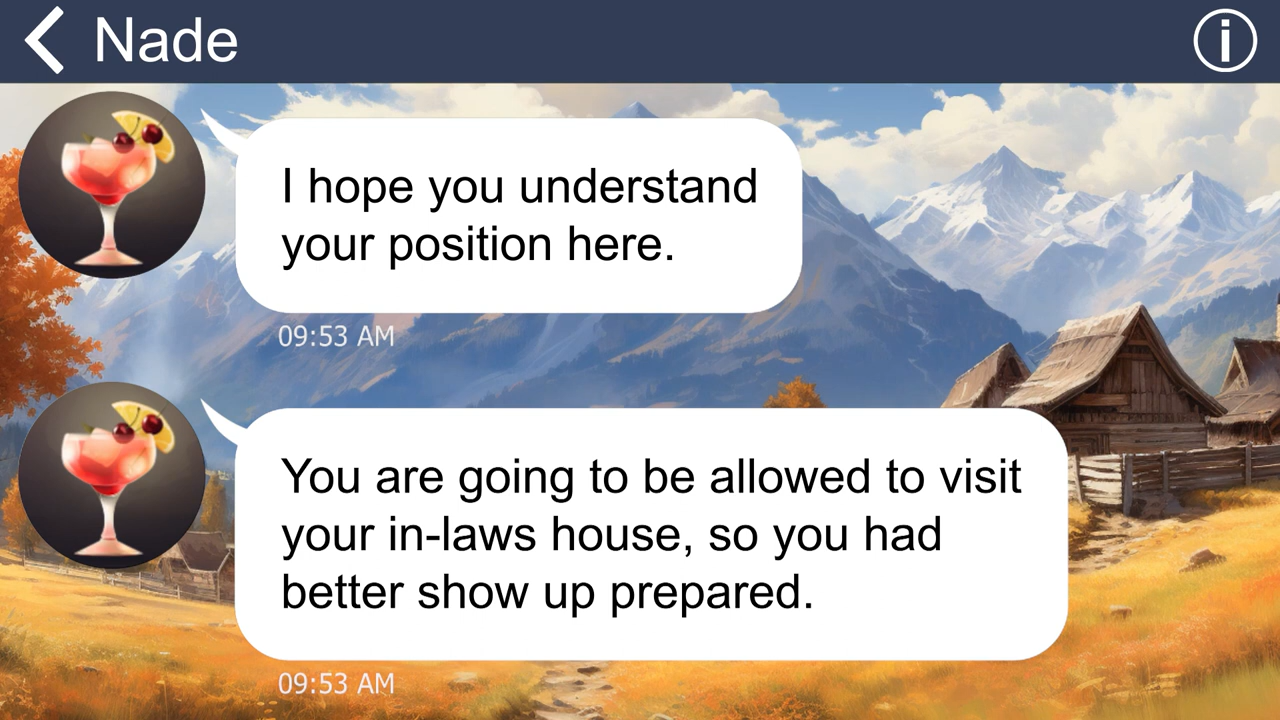 Nade
I hope you understand
your position here.
09:53 AM
You are going to be allowed to visit
your in-laws house, so you had
better show up prepared.
09:53 AM